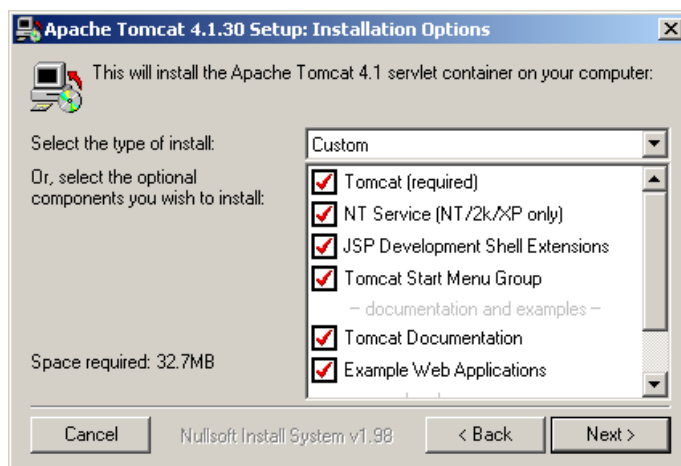 Apache Tomcat 4.1.30 Setup: Installation Options
This will install the Apache Tomcat 4.1 servlet container on your computer:
Select the type of install:
Custom
Or, select the optional
components you wish to install:
Tomcat (required)
NT Service (NT/2k/XP only)
JSP Development Shell Extensions
Tomcat Start Menu Group
– documentation and examples –
Tomcat Documentation
Example Web Applications
Space required: 32.7MB
Cancel
Nullsoft Install System v1.98
< Back
Next >